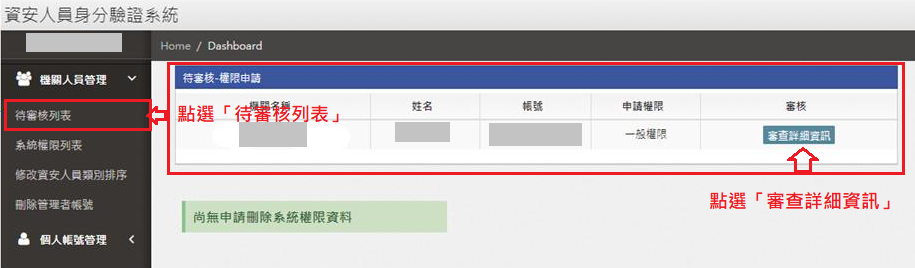 資安人員身分驗證系統
Home / Dashboard
機關人員管理
待審核列表
系統權限列表
修改資安人員類別排序
刪除管理者帳號
個人帳號管理
待審核-權限申請
機關名稱 姓名 帳號 申請權限 審核
一般權限 審查詳細資訊
點選「待審核列表」
點選「審查詳細資訊」
尚無申請刪除系統權限資料